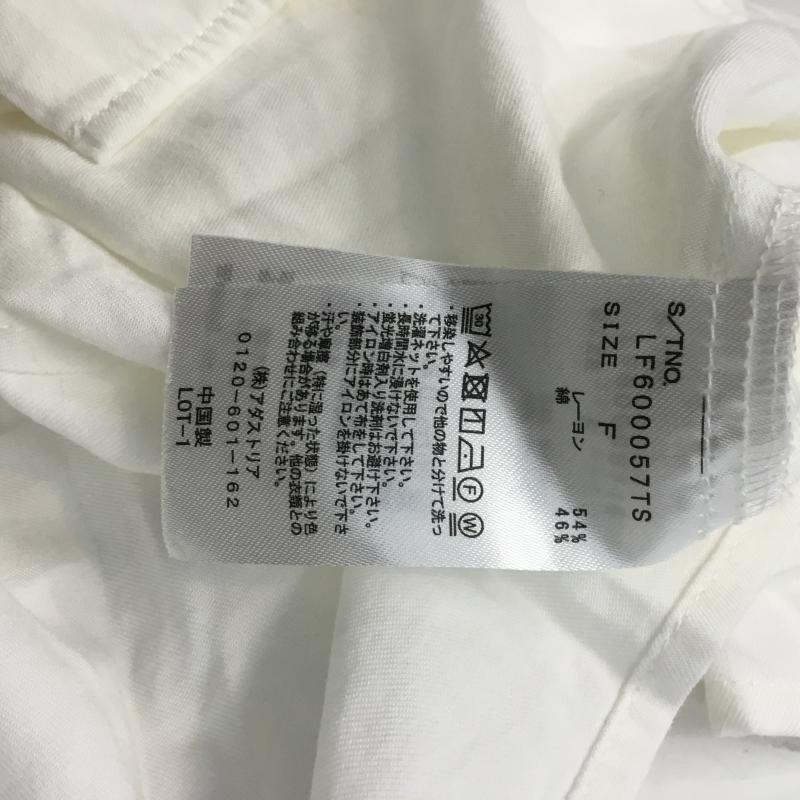 S/TNO.
LF600057TS
SIZE F
レーヨン 54%
綿 46%
30
F
W
・移染しやすいので他の物と分けて洗っ
て下さい。
・洗濯ネットを使用して下さい。
・長時間水に浸けないで下さい。
・蛍光増白剤入り洗剤はお避け下さい。
・アイロン時はあて布をして下さい。
・装飾部分にアイロンを掛けないで下さ
い。
・汗や摩擦(特に湿った状態)により色
が移る場合があります。他の衣類との
組み合わせにご注意ください。
(株)アダストリア
0120-601-162
中国製
LOT-1